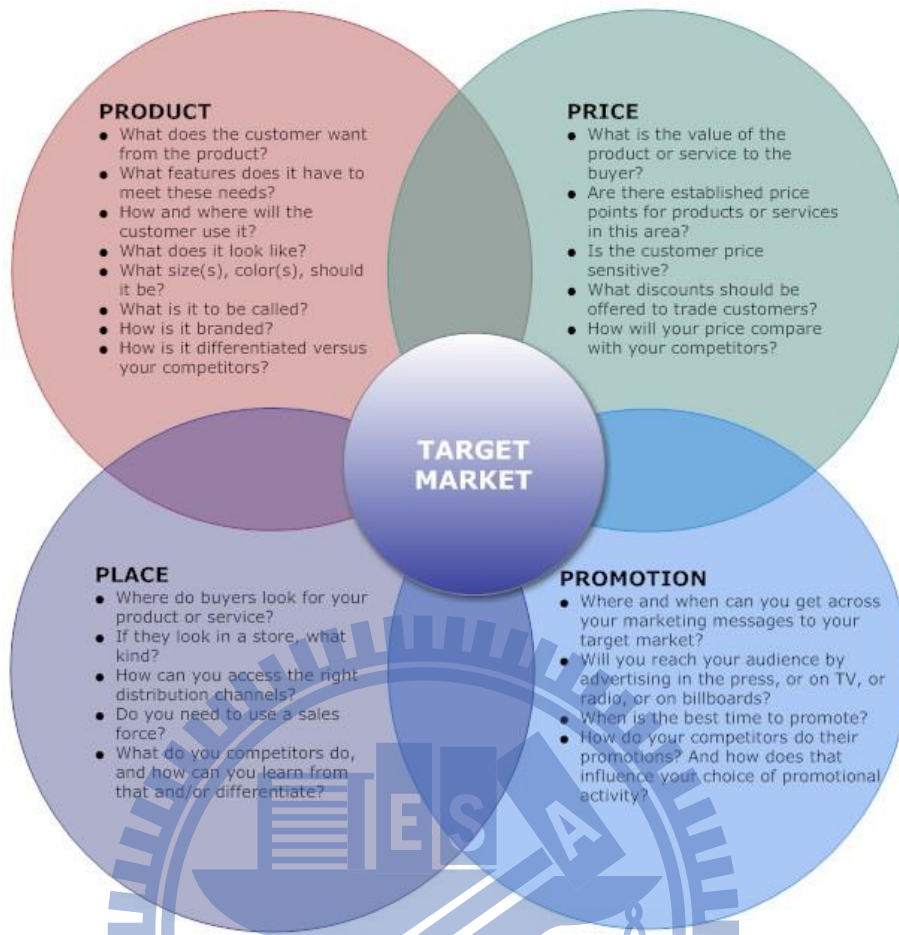 PRODUCT
● What does the customer want
from the product?
● What features does it have to
meet these needs?
● How and where will the
customer use it?
● What does it look like?
● What size(s), color(s), should
it be?
● What is it to be called?
● How is it branded?
● How is it differentiated versus
your competitors?
PRICE
● What is the value of the
product or service to the
buyer?
● Are there established price
points for products or services
in this area?
● Is the customer price
sensitive?
● What discounts should be
offered to trade customers?
● How will your price compare
with your competitors?
TARGET
MARKET
PLACE
● Where do buyers look for your
product or service?
● If they look in a store, what
kind?
● How can you access the right
distribution channels?
● Do you need to use a sales
force?
● What do you competitors do,
and how can you learn from
that and/or differentiate?
PROMOTION
● Where and when can you get across
your marketing messages to your
target market?
● Will you reach your audience by
advertising in the press, or on TV, or
radio, or on billboards?
● When is the best time to promote?
● How do your competitors do their
promotions? And how does that
influence your choice of promotional
activity?
ES A
&